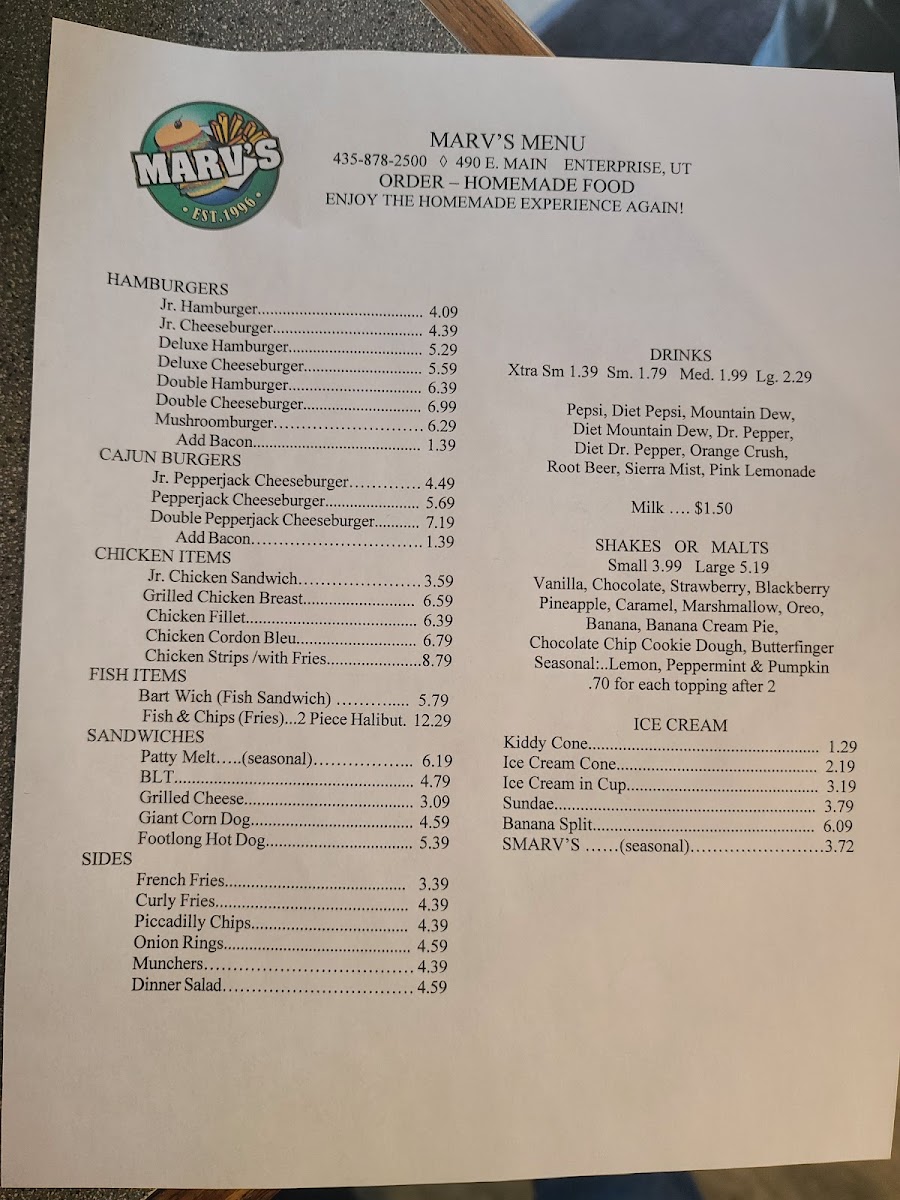 MARV'S
• EST. 1996 •
MARV'S MENU
435-878-2500 ◊ 490 E. MAIN ENTERPRISE, UT
ORDER – HOMEMADE FOOD
ENJOY THE HOMEMADE EXPERIENCE AGAIN!
HAMBURGERS
Jr. Hamburger........................................ 4.09
Jr. Cheeseburger.................................... 4.39
Deluxe Hamburger................................ 5.29
Deluxe Cheeseburger............................ 5.59
Double Hamburger................................ 6.39
Double Cheeseburger............................ 6.99
Mushroomburger………………………. 6.29
Add Bacon........................................ 1.39
CAJUN BURGERS
Jr. Pepperjack Cheeseburger…………. 4.49
Pepperjack Cheeseburger....................... 5.69
Double Pepperjack Cheeseburger........... 7.19
Add Bacon…………………………. 1.39
CHICKEN ITEMS
Jr. Chicken Sandwich………………….. 3.59
Grilled Chicken Breast........................... 6.59
Chicken Fillet......................................... 6.39
Chicken Cordon Bleu............................. 6.79
Chicken Strips /with Fries.......................8.79
FISH ITEMS
Bart Wich (Fish Sandwich) …………..... 5.79
Fish & Chips (Fries)...2 Piece Halibut. 12.29
SANDWICHES
Patty Melt…..(seasonal)……………….. 6.19
BLT.......................................................... 4.79
Grilled Cheese......................................... 3.09
Giant Corn Dog....................................... 4.59
Footlong Hot Dog.................................... 5.39
SIDES
French Fries............................................ 3.39
Curly Fries............................................... 4.39
Piccadilly Chips...................................... 4.39
Onion Rings............................................. 4.59
Munchers………………………………. 4.39
Dinner Salad……………………………. 4.59
DRINKS
Xtra Sm 1.39 Sm. 1.79 Med. 1.99 Lg. 2.29
Pepsi, Diet Pepsi, Mountain Dew,
Diet Mountain Dew, Dr. Pepper,
Diet Dr. Pepper, Orange Crush,
Root Beer, Sierra Mist, Pink Lemonade
Milk …. $1.50
SHAKES OR MALTS
Small 3.99 Large 5.19
Vanilla, Chocolate, Strawberry, Blackberry
Pineapple, Caramel, Marshmallow, Oreo,
Banana, Banana Cream Pie,
Chocolate Chip Cookie Dough, Butterfinger
Seasonal:..Lemon, Peppermint & Pumpkin
.70 for each topping after 2
ICE CREAM
Kiddy Cone........................................................ 1.29
Ice Cream Cone................................................. 2.19
Ice Cream in Cup............................................... 3.19
Sundae................................................................ 3.79
Banana Split....................................................... 6.09
SMARV'S ……(seasonal)…………………….3.72